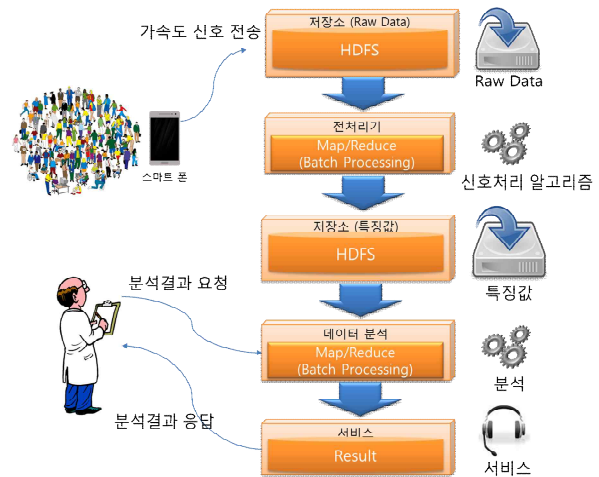 가속도 신호 전송
저장소 (Raw Data)
HDFS
Raw Data
스마트 폰
전처리기
Map/Reduce
(Batch Processing)
신호처리 알고리즘
저장소 (특징값)
HDFS
특징값
분석결과 요청
데이터 분석
Map/Reduce
(Batch Processing)
분석
분석결과 응답
서비스
Result
서비스